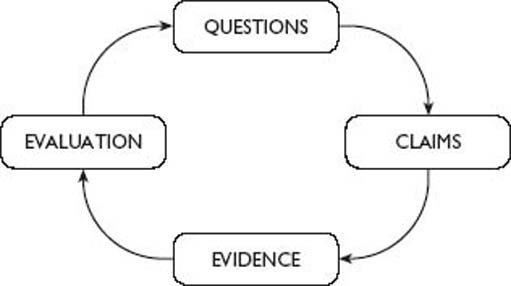 QUESTIONS
EVALUATION
CLAIMS
EVIDENCE